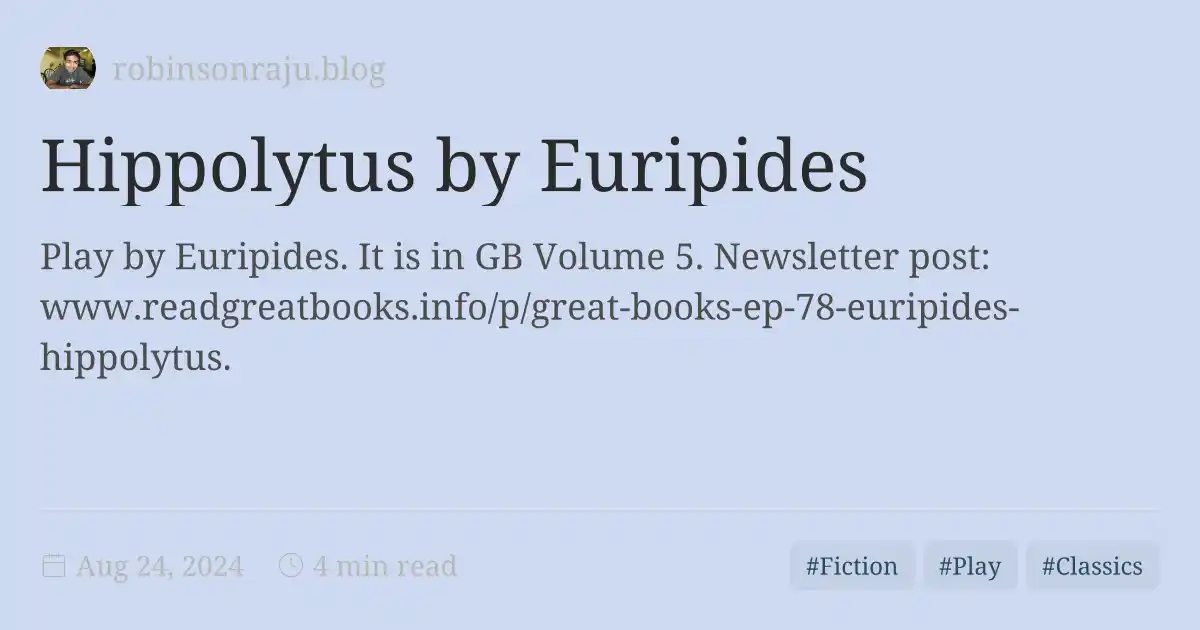 robinsonraju.blog
Hippolytus by Euripides
Play by Euripides. It is in GB Volume 5. Newsletter post:
www.readgreatbooks.info/p/great-books-ep-78-euripides-
hippolytus.
Aug 24, 2024 4 min read #Fiction #Play #Classics